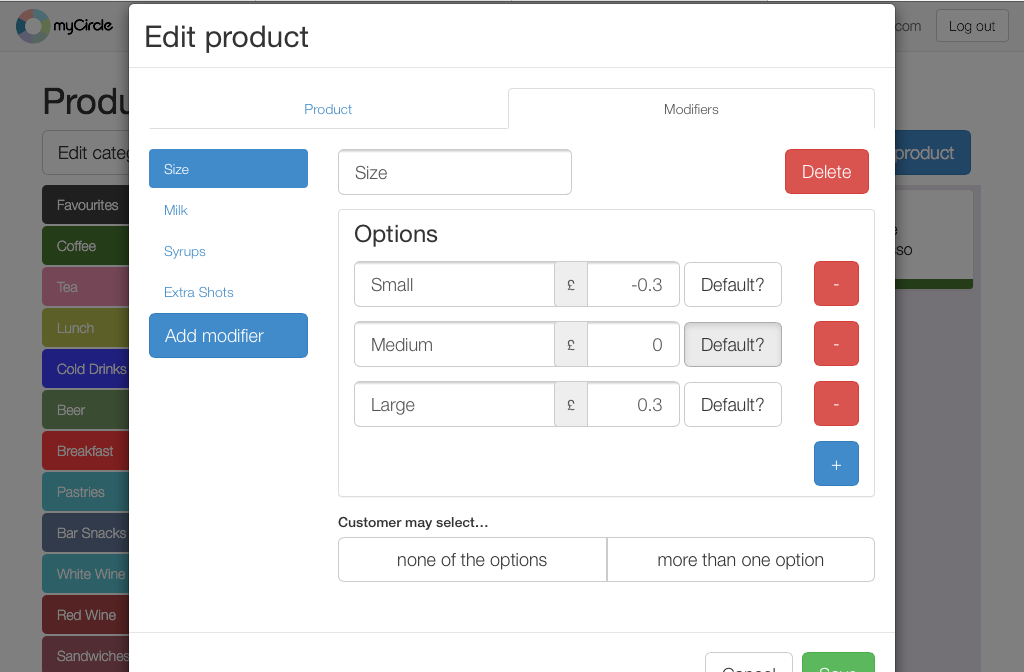 myCircle
com
Log out
Edit product
Produ
Product
Modifiers
Edit categ
product
Size
Milk
Syrups
Extra Shots
Add modifier
Size
Delete
Options
Small £ -0.3 Default? -
Medium £ 0 Default? -
Large £ 0.3 Default? -
+
Customer may select...
none of the options
more than one option
Favourites
Coffee
Tea
Lunch
Cold Drinks
Beer
Breakfast
Pastries
Bar Snacks
White Wine
Red Wine
Sandwiches
e
so
Cancel
Save